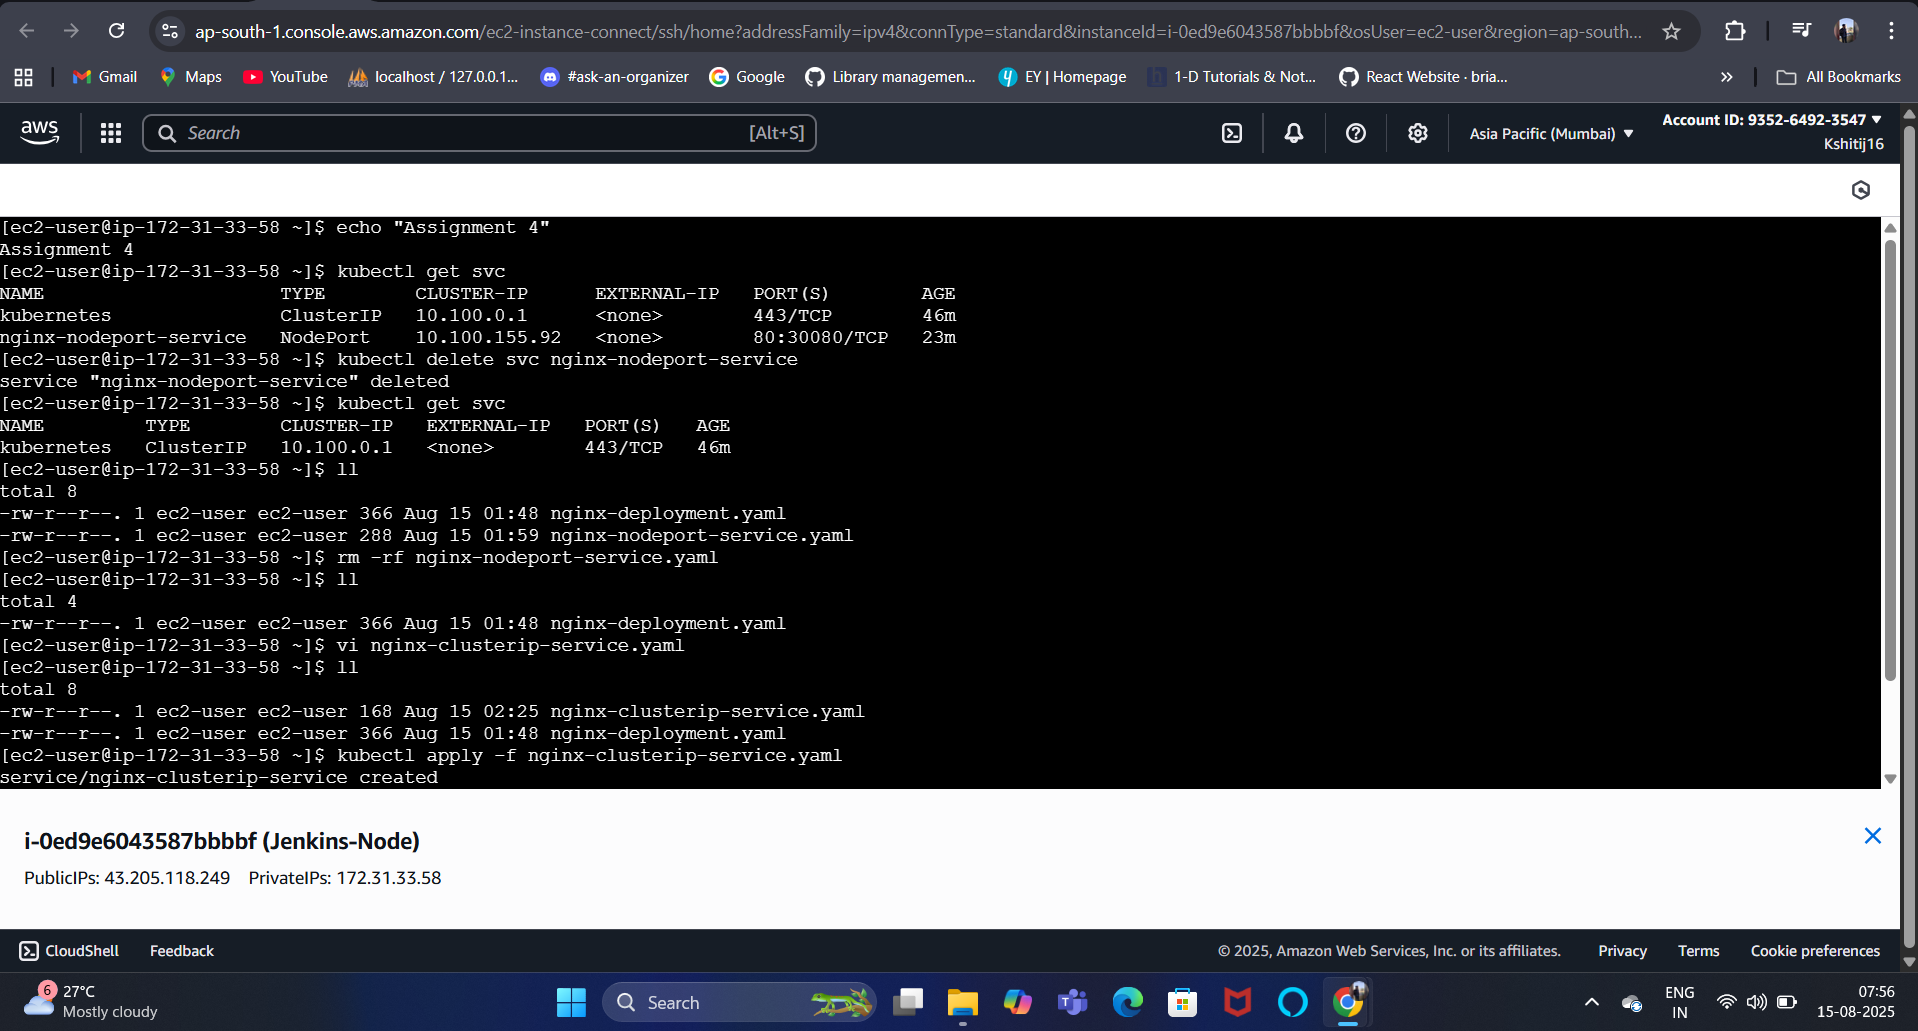 ap-south-1.console.aws.amazon.com/ec2-instance-connect/ssh/home?addressFamily=ipv4&connType=standard&instanceId=i-0ed9e6043587bbbbf&osUser=ec2-user&region=ap-south...
Gmail Maps YouTube localhost / 127.0.0.1... #ask-an-organizer Google Library managemen... EY | Homepage 1-D Tutorials & Not... React Website · bria... » All Bookmarks
aws Search [Alt+S] Asia Pacific (Mumbai) Account ID: 9352-6492-3547
Kshitij16
[ec2-user@ip-172-31-33-58 ~]$ echo "Assignment 4"
Assignment 4
[ec2-user@ip-172-31-33-58 ~]$ kubectl get svc
NAME TYPE CLUSTER-IP EXTERNAL-IP PORT(S) AGE
kubernetes ClusterIP 10.100.0.1 <none> 443/TCP 46m
nginx-nodeport-service NodePort 10.100.155.92 <none> 80:30080/TCP 23m
[ec2-user@ip-172-31-33-58 ~]$ kubectl delete svc nginx-nodeport-service
service "nginx-nodeport-service" deleted
[ec2-user@ip-172-31-33-58 ~]$ kubectl get svc
NAME TYPE CLUSTER-IP EXTERNAL-IP PORT(S) AGE
kubernetes ClusterIP 10.100.0.1 <none> 443/TCP 46m
[ec2-user@ip-172-31-33-58 ~]$ ll
total 8
-rw-r--r--. 1 ec2-user ec2-user 366 Aug 15 01:48 nginx-deployment.yaml
-rw-r--r--. 1 ec2-user ec2-user 288 Aug 15 01:59 nginx-nodeport-service.yaml
[ec2-user@ip-172-31-33-58 ~]$ rm -rf nginx-nodeport-service.yaml
[ec2-user@ip-172-31-33-58 ~]$ ll
total 4
-rw-r--r--. 1 ec2-user ec2-user 366 Aug 15 01:48 nginx-deployment.yaml
[ec2-user@ip-172-31-33-58 ~]$ vi nginx-clusterip-service.yaml
[ec2-user@ip-172-31-33-58 ~]$ ll
total 8
-rw-r--r--. 1 ec2-user ec2-user 168 Aug 15 02:25 nginx-clusterip-service.yaml
-rw-r--r--. 1 ec2-user ec2-user 366 Aug 15 01:48 nginx-deployment.yaml
[ec2-user@ip-172-31-33-58 ~]$ kubectl apply -f nginx-clusterip-service.yaml
service/nginx-clusterip-service created
i-0ed9e6043587bbbbf (Jenkins-Node)
PublicIPs: 43.205.118.249 PrivateIPs: 172.31.33.58
CloudShell Feedback © 2025, Amazon Web Services, Inc. or its affiliates. Privacy Terms Cookie preferences
6 27°C
Mostly cloudy
Search
ENG
IN
07:56
15-08-2025